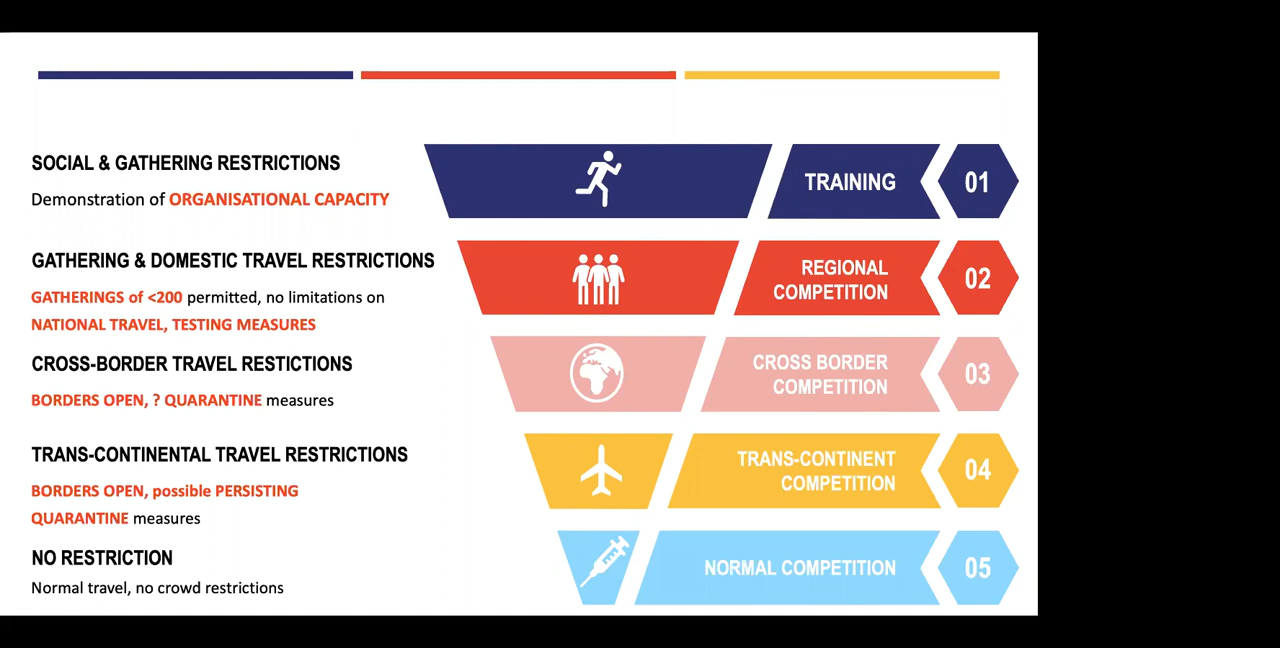 SOCIAL & GATHERING RESTRICTIONS
Demonstration of ORGANISATIONAL CAPACITY
TRAINING
01
GATHERING & DOMESTIC TRAVEL RESTRICTIONS
GATHERINGS of <200 permitted, no limitations on
NATIONAL TRAVEL, TESTING MEASURES
REGIONAL
COMPETITION
02
CROSS-BORDER TRAVEL RESTICTIONS
BORDERS OPEN, ? QUARANTINE measures
CROSS BORDER
COMPETITION
03
TRANS-CONTINENTAL TRAVEL RESTRICTIONS
BORDERS OPEN, possible PERSISTING
QUARANTINE measures
TRANS-CONTINENT
COMPETITION
04
NO RESTRICTION
Normal travel, no crowd restrictions
NORMAL COMPETITION
05